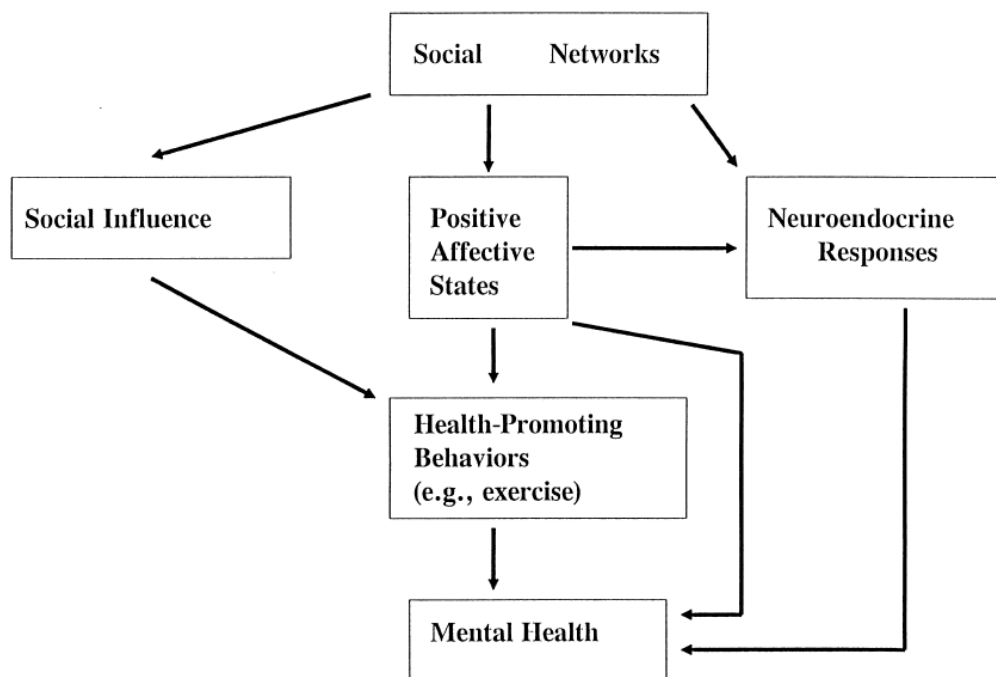 Social Networks
Social Influence
Positive
Affective
States
Neuroendocrine
Responses
Health-Promoting
Behaviors
(e.g., exercise)
Mental Health